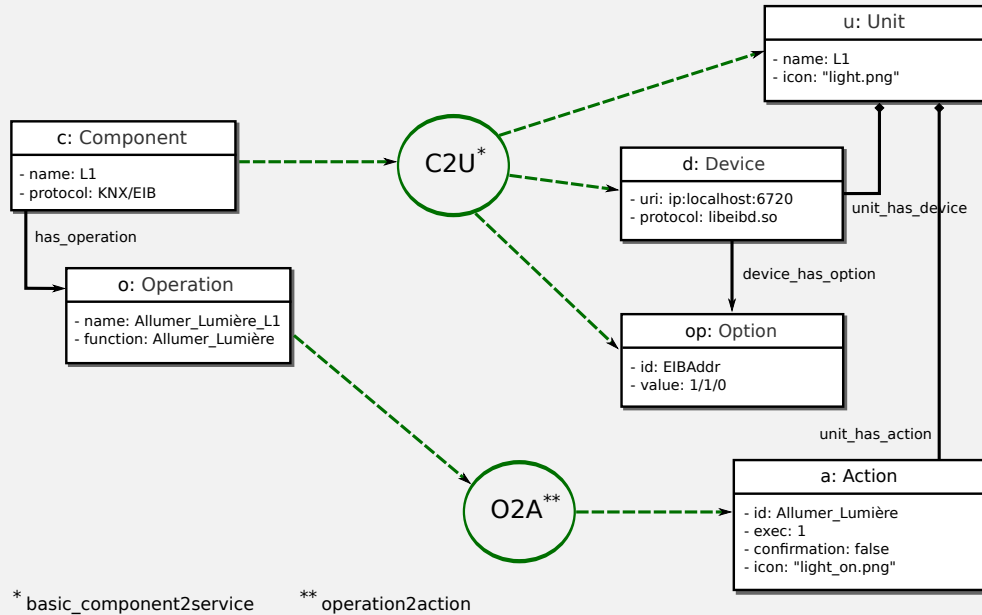 u: Unit
- name: L1
- icon: "light.png"
c: Component
- name: L1
- protocol: KNX/EIB
C2U*
d: Device
- uri: ip:localhost:6720
- protocol: libeibd.so
unit_has_device
has_operation
device_has_option
o: Operation
- name: Allumer_Lumière_L1
- function: Allumer_Lumière
op: Option
- id: EIBAddr
- value: 1/1/0
unit_has_action
O2A**
a: Action
- id: Allumer_Lumière
- exec: 1
- confirmation: false
- icon: "light_on.png"
* basic_component2service
** operation2action